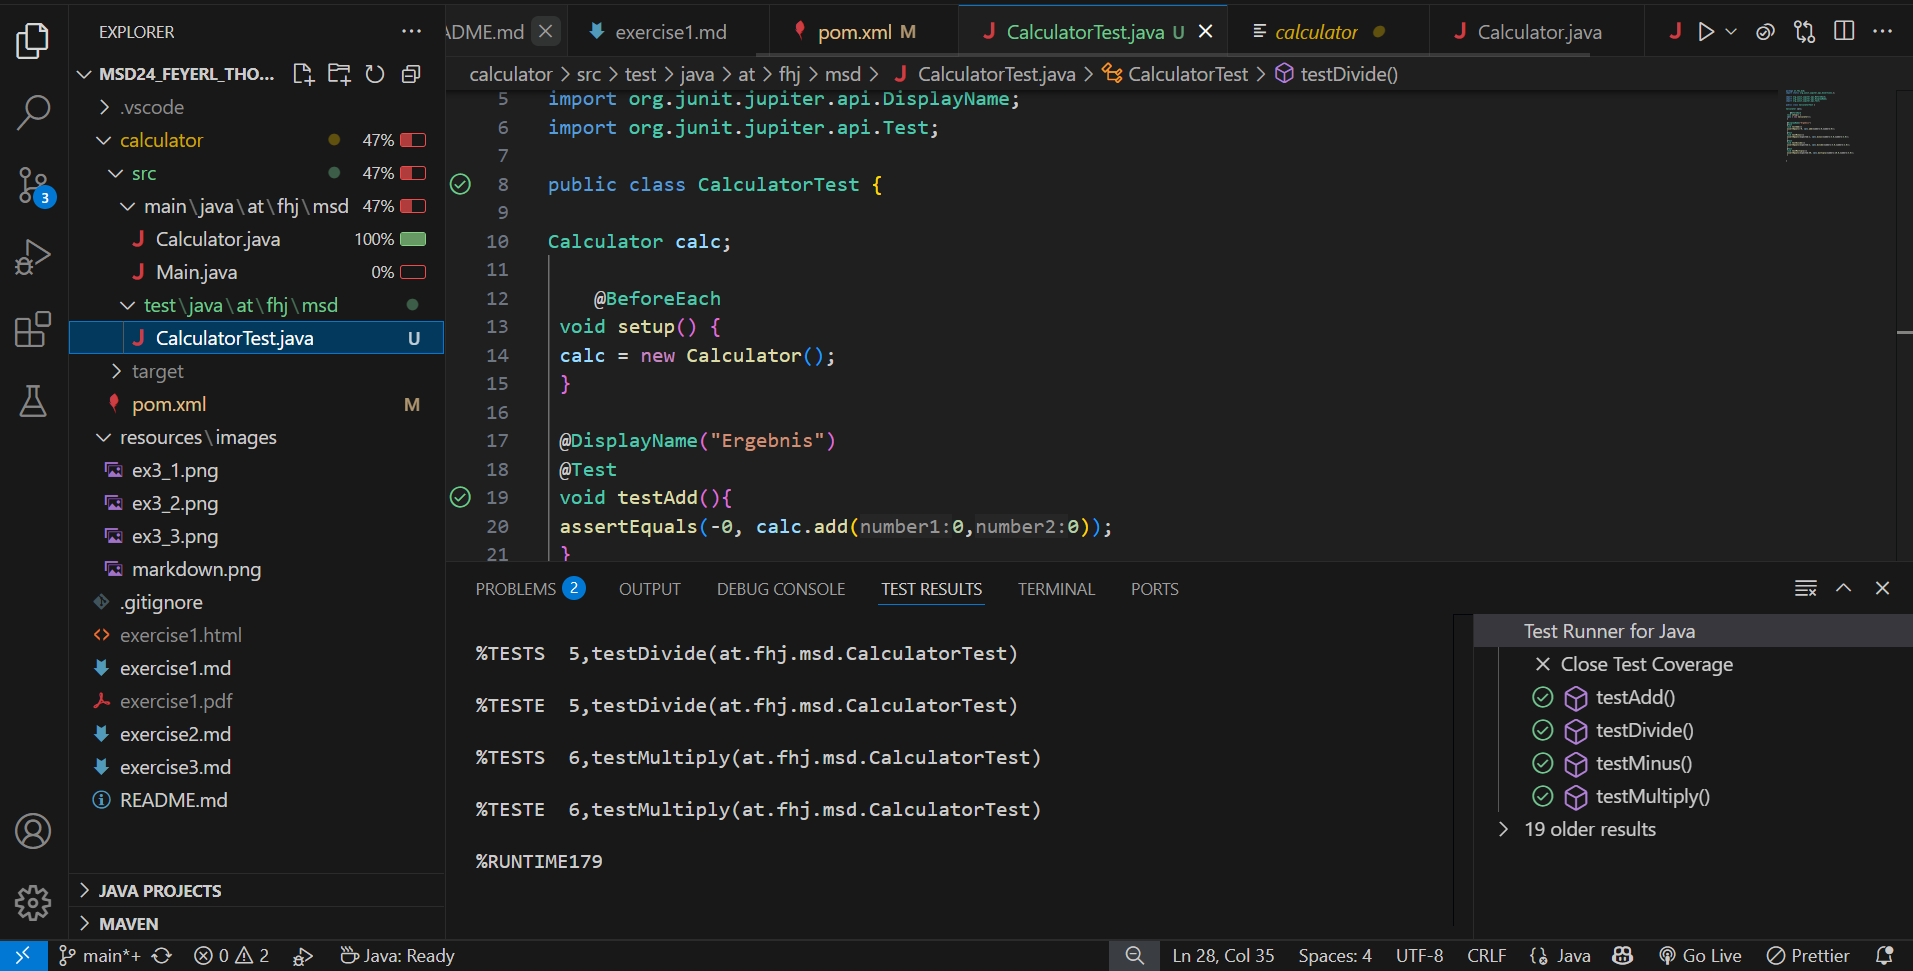 EXPLORER
MSD24_FEYERL_THO...
.vscode
calculator 47%
src 47%
main\java\at\fhj\msd 47%
Calculator.java 100%
Main.java 0%
test\java\at\fhj\msd
CalculatorTest.java U
target
pom.xml M
resources\images
ex3_1.png
ex3_2.png
ex3_3.png
markdown.png
.gitignore
exercise1.html
exercise1.md
exercise1.pdf
exercise2.md
exercise3.md
README.md
JAVA PROJECTS
MAVEN
3
ADME.md exercise1.md pom.xml M CalculatorTest.java U calculator Calculator.java
calculator > src > test > java > at > fhj > msd > CalculatorTest.java > CalculatorTest > testDivide()
5 import org.junit.jupiter.api.DisplayName;
6 import org.junit.jupiter.api.Test;
7
8 public class CalculatorTest {
9
10 Calculator calc;
11
12 @BeforeEach
13 void setup() {
14 calc = new Calculator();
15 }
16
17 @DisplayName("Ergebnis")
18 @Test
19 void testAdd(){
20 assertEquals(-0, calc.add(number1:0,number2:0));
21 }
PROBLEMS 2 OUTPUT DEBUG CONSOLE TEST RESULTS TERMINAL PORTS
%TESTS 5,testDivide(at.fhj.msd.CalculatorTest)
%TESTE 5,testDivide(at.fhj.msd.CalculatorTest)
%TESTS 6,testMultiply(at.fhj.msd.CalculatorTest)
%TESTE 6,testMultiply(at.fhj.msd.CalculatorTest)
%RUNTIME179
Test Runner for Java
Close Test Coverage
testAdd()
testDivide()
testMinus()
testMultiply()
19 older results
main*+ 0 2 Java: Ready Ln 28, Col 35 Spaces: 4 UTF-8 CRLF Java Go Live Prettier